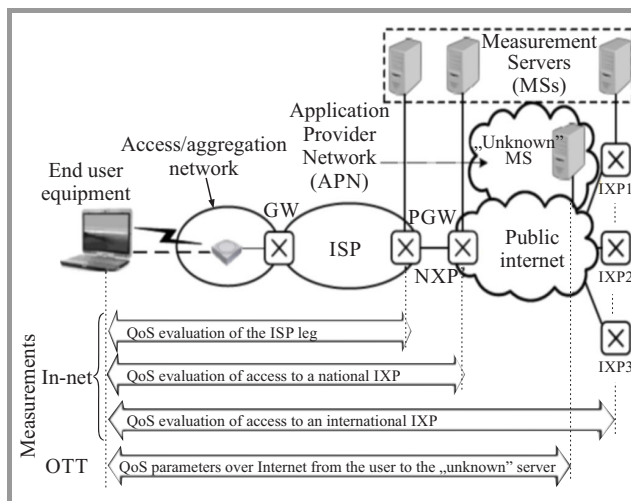 Measurement
Servers
(MSs)
Application
Provider
Network
(APN)
„Unknown”
MS
Access/aggregation
network
End user
equipment
GW
ISP
PGW
NXP
Public
internet
IXP1
IXP2
IXP3
Measurements
In-net
QoS evaluation of the ISP leg
QoS evaluation of access to a national IXP
QoS evaluation of access to an international IXP
OTT
QoS parameters over Internet from the user to the „unknown” server